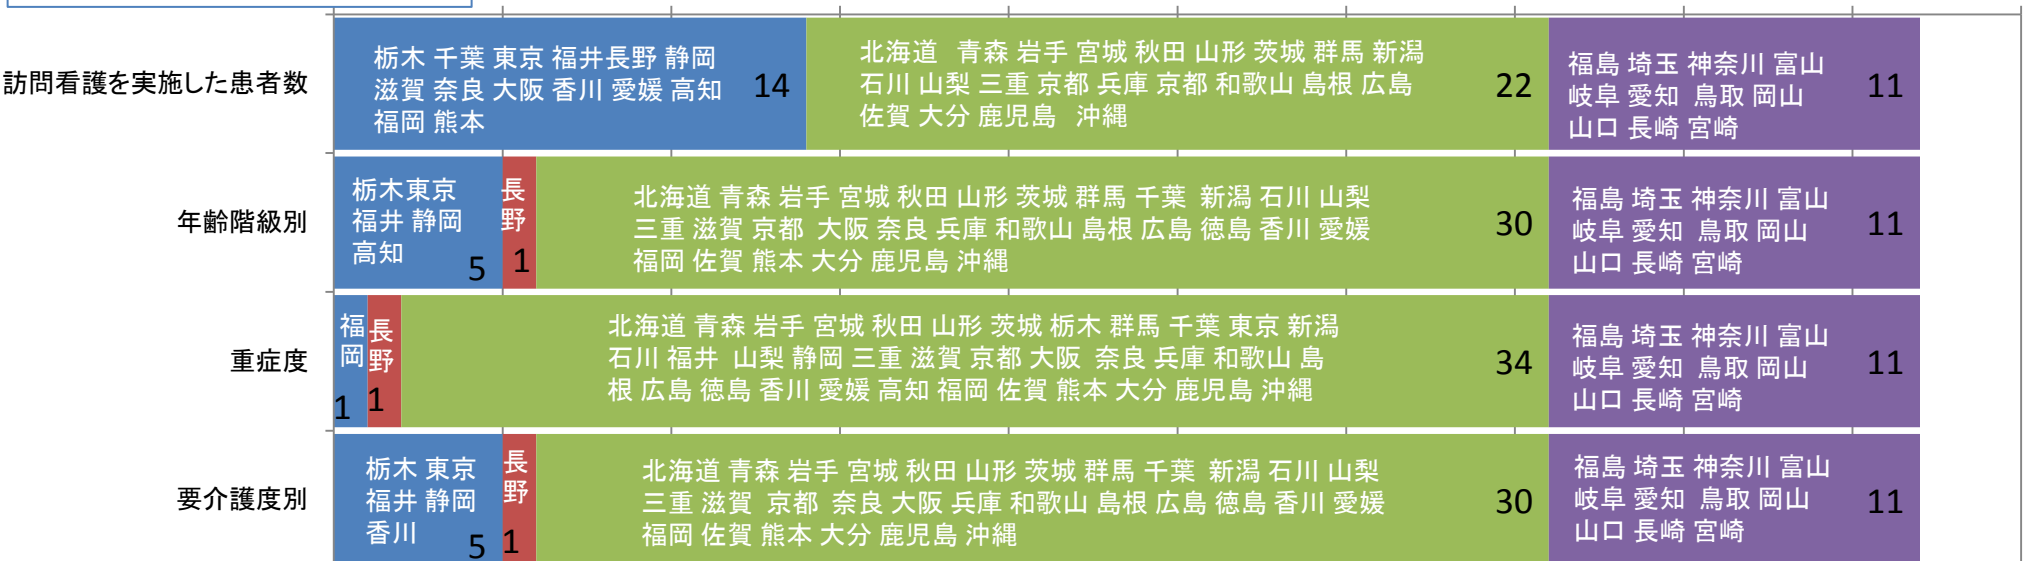 訪問看護を実施した患者数
栃木 千葉 東京 福井長野 静岡
滋賀 奈良 大阪 香川 愛媛 高知
福岡 熊本
14
北海道 青森 岩手 宮城 秋田 山形 茨城 群馬 新潟
石川 山梨 三重 京都 兵庫 京都 和歌山 島根 広島
佐賀 大分 鹿児島 沖縄
22
福島 埼玉 神奈川 富山
岐阜 愛知 鳥取 岡山
山口 長崎 宮崎
11
年齢階級別
栃木東京
福井 静岡
高知
5
長野
1
北海道 青森 岩手 宮城 秋田 山形 茨城 群馬 千葉 新潟 石川 山梨
三重 滋賀 京都 大阪 奈良 兵庫 和歌山 島根 広島 徳島 香川 愛媛
福岡 佐賀 熊本 大分 鹿児島 沖縄
30
福島 埼玉 神奈川 富山
岐阜 愛知 鳥取 岡山
山口 長崎 宮崎
11
重症度
福岡
1
長野
1
北海道 青森 岩手 宮城 秋田 山形 茨城 栃木 群馬 千葉 東京 新潟
石川 福井 山梨 静岡 三重 滋賀 京都 大阪 奈良 兵庫 和歌山 島
根 広島 徳島 香川 愛媛 高知 福岡 佐賀 熊本 大分 鹿児島 沖縄
34
福島 埼玉 神奈川 富山
岐阜 愛知 鳥取 岡山
山口 長崎 宮崎
11
要介護度別
栃木 東京
福井 静岡
香川
5
長野
1
北海道 青森 岩手 宮城 秋田 山形 茨城 群馬 千葉 新潟 石川 山梨
三重 滋賀 京都 奈良 大阪 兵庫 和歌山 島根 広島 徳島 香川 愛媛
福岡 佐賀 熊本 大分 鹿児島 沖縄
30
福島 埼玉 神奈川 富山
岐阜 愛知 鳥取 岡山
山口 長崎 宮崎
11